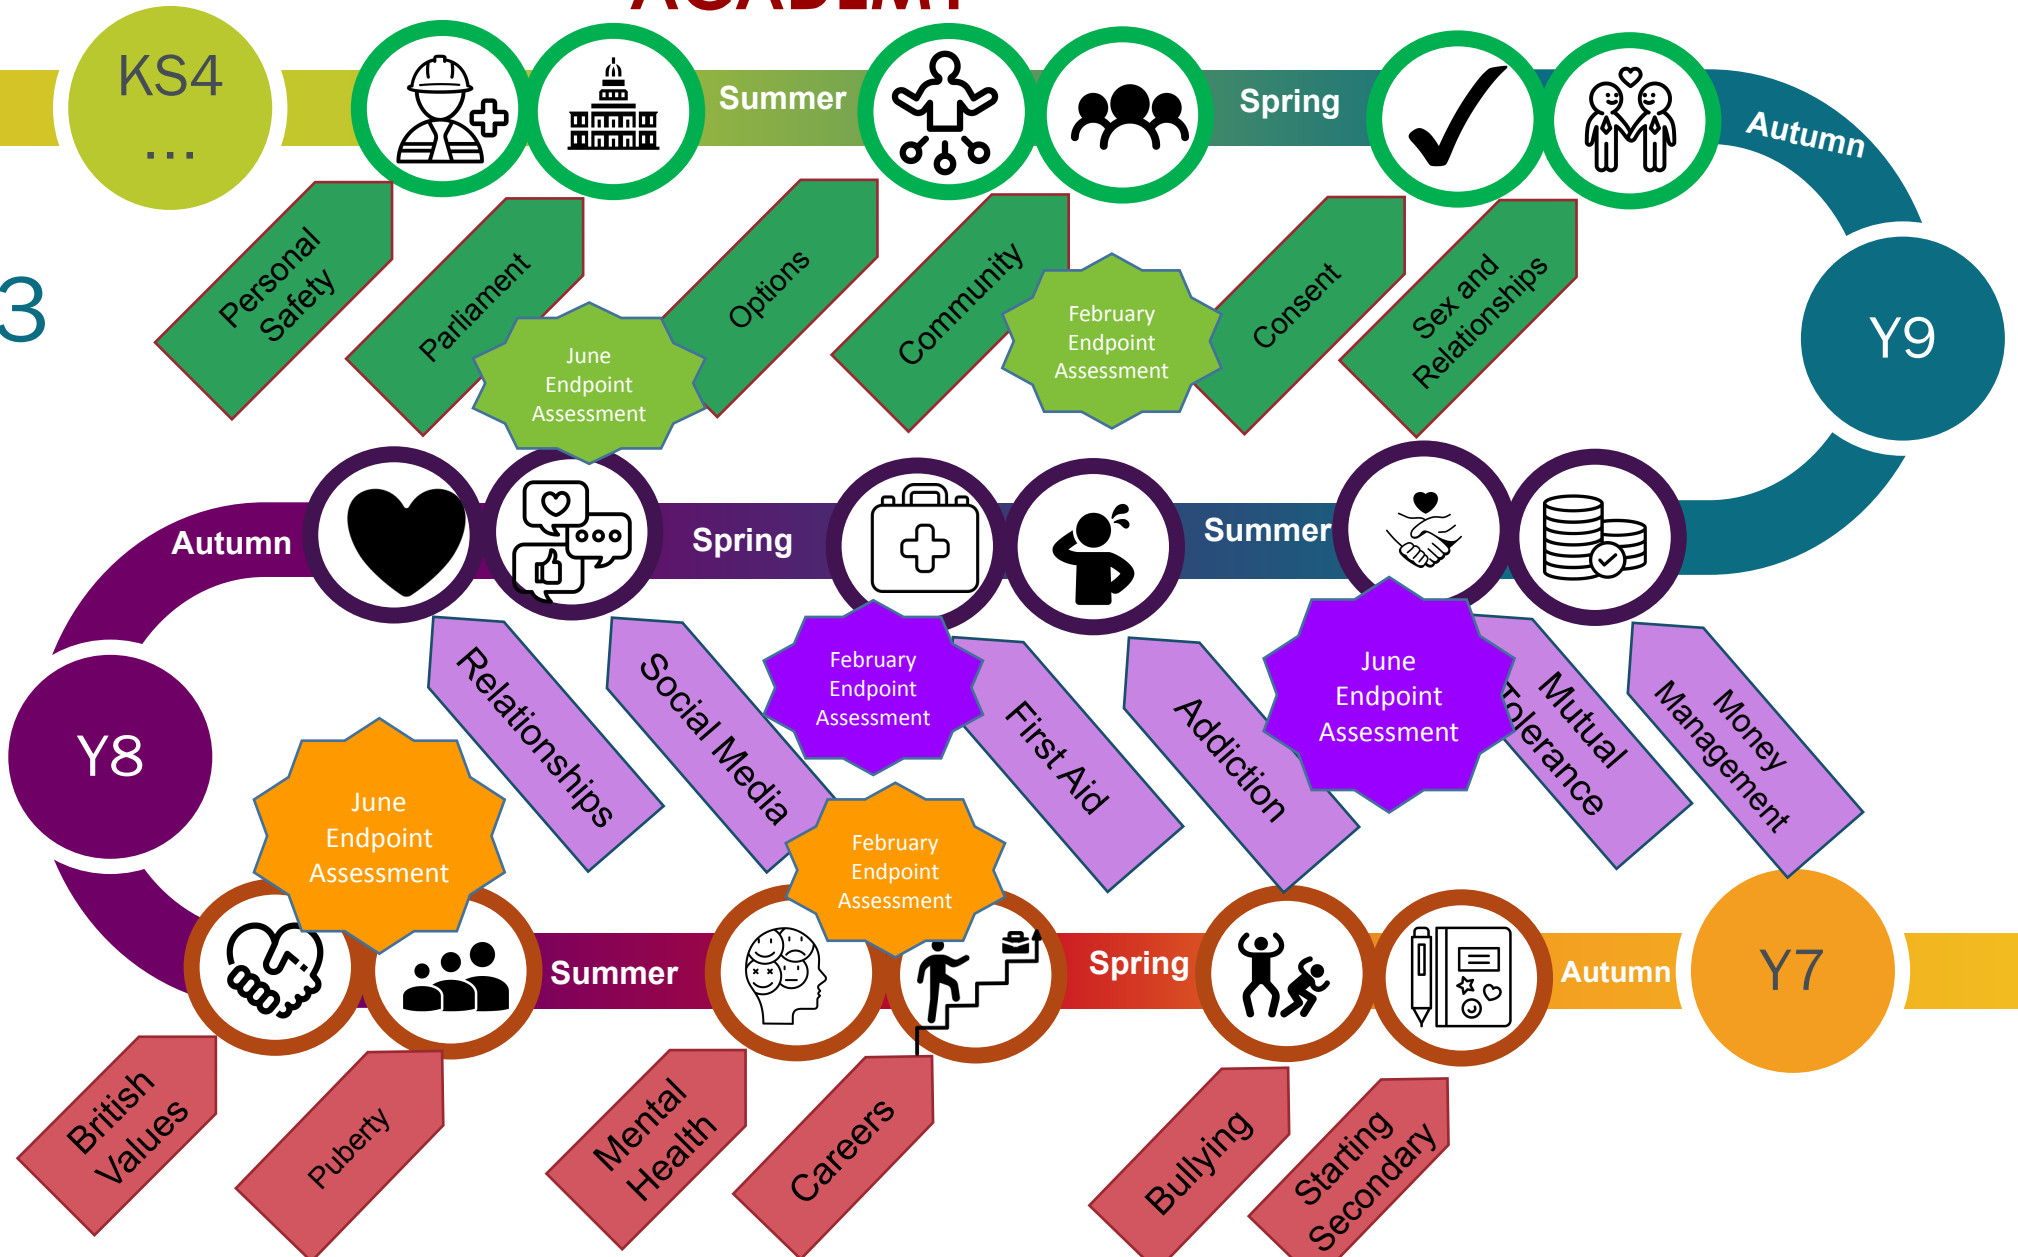 ACADEMY
KS4
...
Summer
Spring
Autumn
Personal
Safety
Parliament
Options
Community
Consent
Sex and
Relationships
3
June
Endpoint
Assessment
February
Endpoint
Assessment
Y9
Autumn
Spring
Summer
Relationships
Social Media
February
Endpoint
Assessment
First Aid
Addiction
June
Endpoint
Assessment
Mutual
Tolerance
Money
Management
Y8
June
Endpoint
Assessment
February
Endpoint
Assessment
Summer
Spring
Autumn
Y7
British
Values
Puberty
Mental
Health
Careers
Bullying
Starting
Secondary